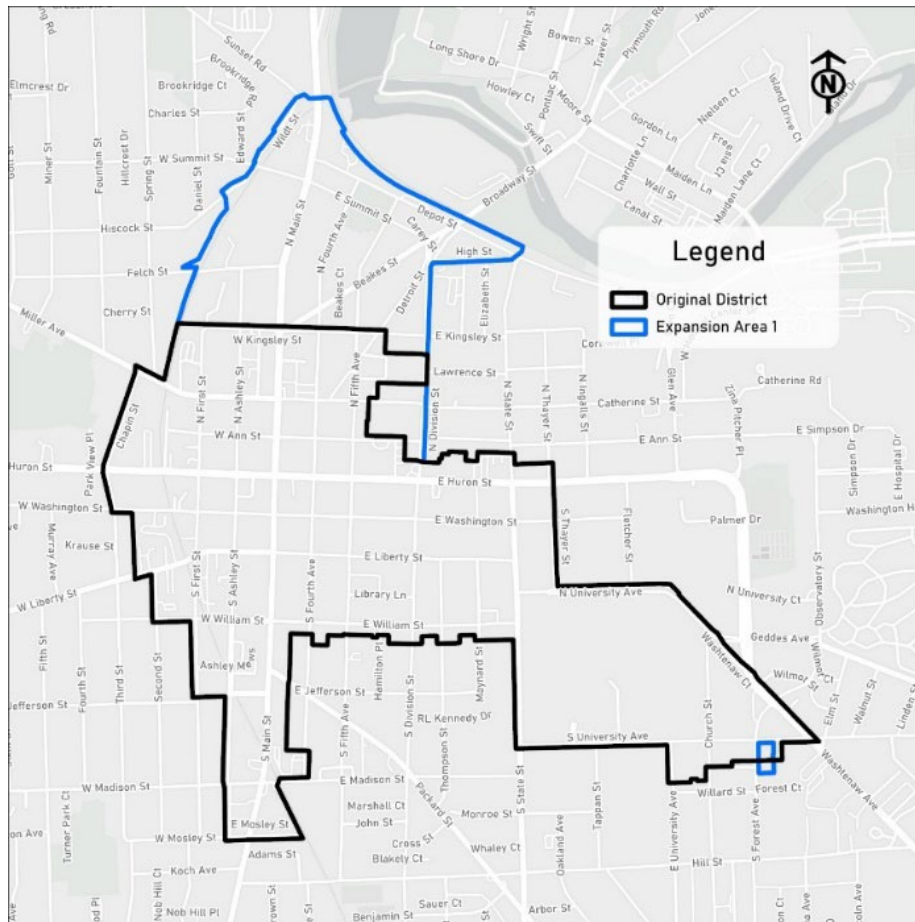 Sunset Rd
Brookridge Blvd
Elmcrest Dr
Brookridge Ct
Charles St
Edward St
Wildt St
W Summit St
Fountain St
Hillcrest Dr
Spring St
Daniel St
Miner St
Hiscock St
Felch St
Cherry St
Miller Ave
N Main St
N Fourth Ave
E Summit St
Depot St
Carey St
High St
Beakes St
Beakes Ct
Detroit St
Elizabeth St
Long Shore Dr
Wright St
Bowen St
Traver St
Plymouth Rd
Howley Ct
Pontiac St
Moore St
Swift St
Broadway St
Gordon Ln
Nielsen Ct
Island Drive Ct
Island Dr
Charlotte Ln
Maiden Ln
Wall St
Maiden Lane Ct
Canal St
N
Legend
Original District
Expansion Area 1
W Kingsley St
E Kingsley St
Lawrence St
N Fifth Ave
N Division St
N State St
N Thayer St
N Ingalls St
Catherine St
Glen Ave
Zina Pitcher Pl
Catherine Rd
E Simpson Dr
Simpson Dr
E Hospital Dr
Chapin St
N First St
N Ashley St
W Ann St
E Ann St
Huron St
Park View Pl
E Huron St
W Washington St
E Washington St
S Thayer St
Fletcher St
Palmer Dr
Krause St
Murray Ave
S First St
S Ashley St
E Liberty St
W Liberty St
S Fourth Ave
Library Ln
N University Ave
N University Ct
Observatory St
W William St
E William St
Geddes Ave
Washtenaw Ct
Fifth St
Fourth St
Third St
Second St
Ashley Mews
Hamilton Pl
S Division St
Maynard St
Wilmot St
Wilmot Ct
Elm St
Walnut St
Linden St
E Jefferson St
Jefferson St
S Main St
S Fifth Ave
RL Kennedy Dr
Thompson St
S University Ave
Church St
Washtenaw Ave
W Madison St
E Madison St
Packard St
S State St
Marshall Ct
John St
Monroe St
Tappan St
Willard St
Forest Ct
E University Ave
S Forest Ave
Turner Park Ct
W Mosley St
E Mosley St
Adams St
Cross St
Blakely Ct
Whaley Ct
Oakland Ave
Hill St
Koch Ave
Nob Hill Ct
Nob Hill Pl
Sauer Ct
Benjamin St
Arbor St